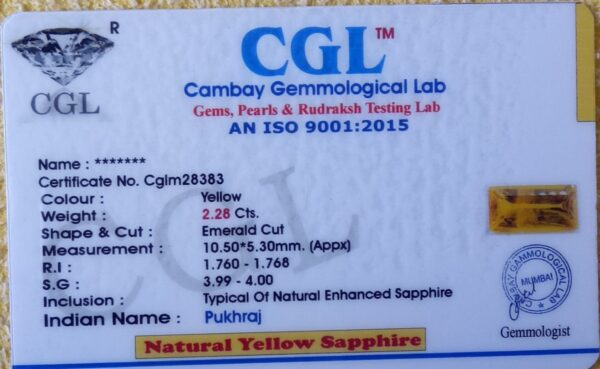 R
CGL
CGL™
Cambay Gemmological Lab
Gems, Pearls & Rudraksh Testing Lab
AN ISO 9001:2015
Name : *******
Certificate No. Cglm28383
Colour : Yellow
Weight : 2.28 Cts.
Shape & Cut : Emerald Cut
Measurement : 10.50*5.30mm. (Appx)
R.I : 1.760 - 1.768
S.G : 3.99 - 4.00
Inclusion : Typical Of Natural Enhanced Sapphire
Indian Name : Pukhraj
Natural Yellow Sapphire
CGL
CAMBAY GAMMOLOGICAL LAB
MUMBAI
Gemmologist